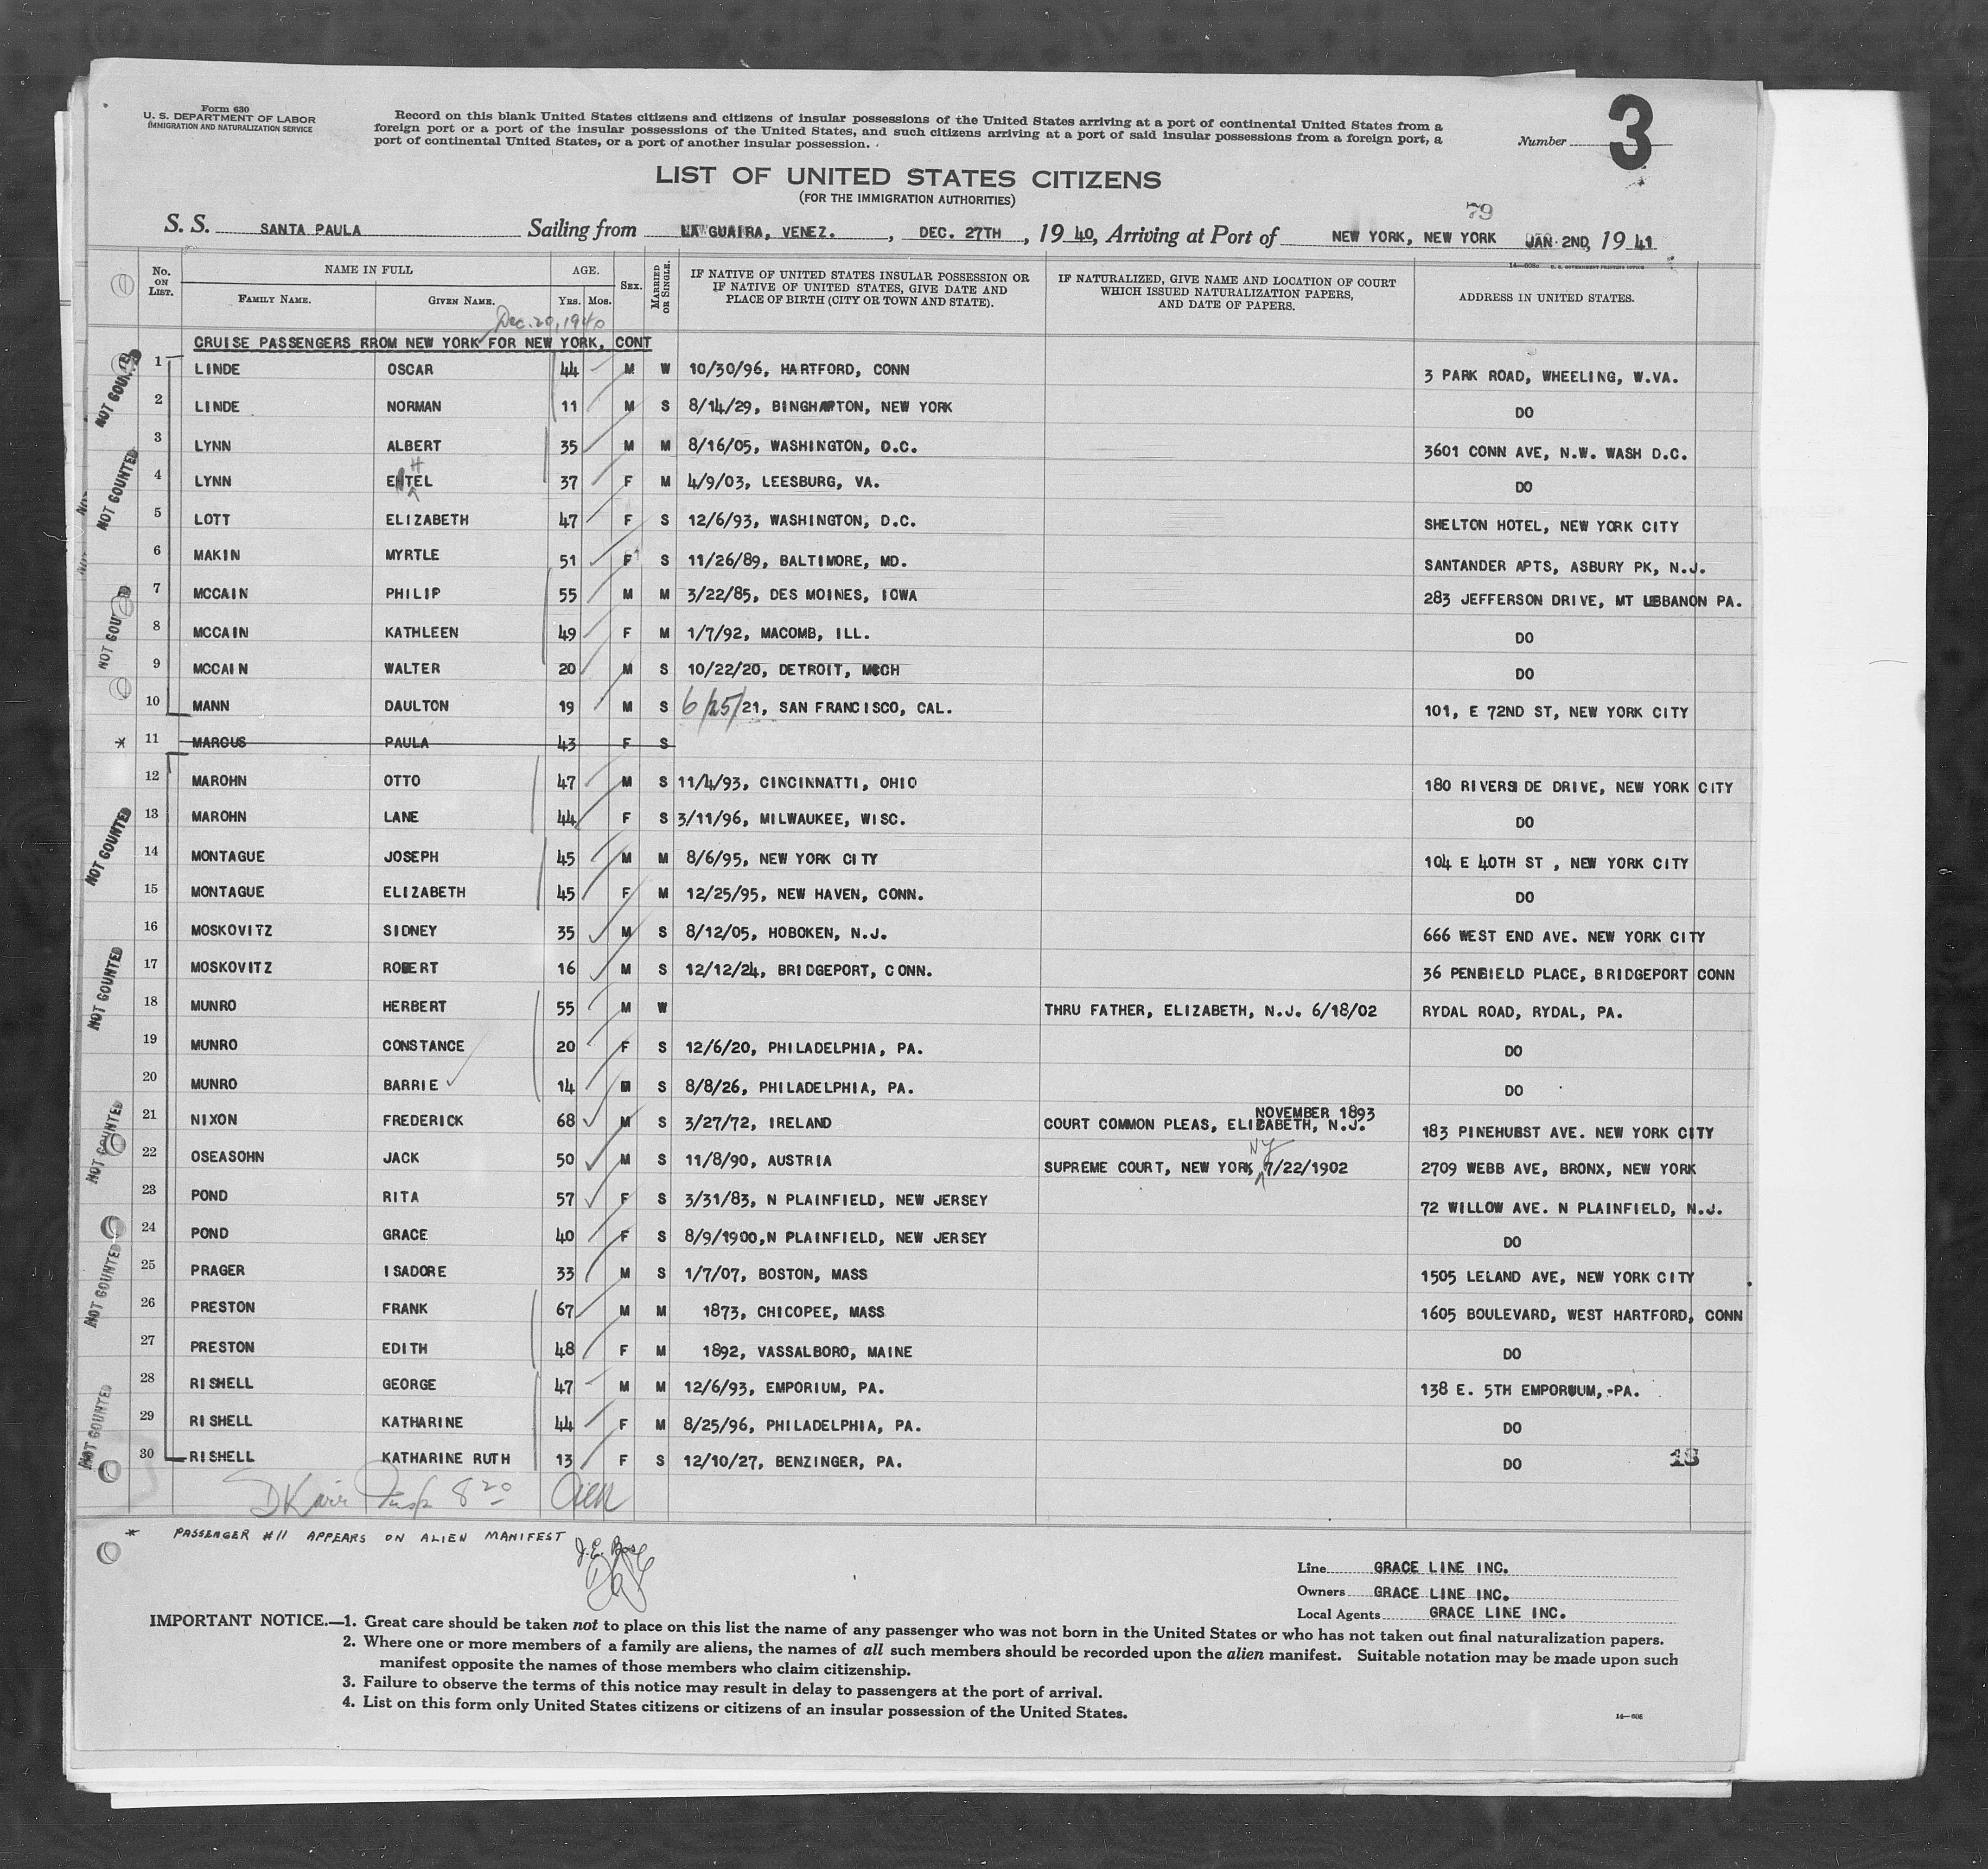 Form 630
U. S. DEPARTMENT OF LABOR
IMMIGRATION AND NATURALIZATION SERVICE
Record on this blank United States citizens and citizens of insular possessions of the United States arriving at a port of continental United States from a
foreign port or a port of the insular possessions of the United States, and such citizens arriving at a port of said insular possessions from a foreign port, a
port of continental United States, or a port of another insular possession.
Number 3
LIST OF UNITED STATES CITIZENS
(FOR THE IMMIGRATION AUTHORITIES)
79
S. S. SANTA PAULA Sailing from LA GUAIRA, VENEZ. , DEC. 27TH , 19 40, Arriving at Port of NEW YORK, NEW YORK JAN 2ND, 19 41
14—608a U. S. GOVERNMENT PRINTING OFFICE
No. ON LIST. NAME IN FULL FAMILY NAME. GIVEN NAME. AGE. YRS. MOS. SEX. MARRIED OR SINGLE. IF NATIVE OF UNITED STATES INSULAR POSSESSION OR IF NATIVE OF UNITED STATES, GIVE DATE AND PLACE OF BIRTH (CITY OR TOWN AND STATE). IF NATURALIZED, GIVE NAME AND LOCATION OF COURT WHICH ISSUED NATURALIZATION PAPERS, AND DATE OF PAPERS. ADDRESS IN UNITED STATES.
Dec. 20, 1940
CRUISE PASSENGERS RROM NEW YORK FOR NEW YORK, CONT
1 LINDE OSCAR 44 M W 10/30/96, HARTFORD, CONN 3 PARK ROAD, WHEELING, W.VA.
2 LINDE NORMAN 11 M S 8/14/29, BINGHAPTON, NEW YORK DO
3 LYNN ALBERT 35 M M 8/16/05, WASHINGTON, D.C. 3601 CONN AVE, N.W. WASH D.C.
4 LYNN ETHEL 37 F M 4/9/03, LEESBURG, VA. DO
5 LOTT ELIZABETH 47 F S 12/6/93, WASHINGTON, D.C. SHELTON HOTEL, NEW YORK CITY
6 MAKIN MYRTLE 51 F S 11/26/89, BALTIMORE, MD. SANTANDER APTS, ASBURY PK, N.J.
7 MCCAIN PHILIP 55 M M 3/22/85, DES MOINES, IOWA 283 JEFFERSON DRIVE, MT LEBBANON PA.
8 MCCAIN KATHLEEN 49 F M 1/7/92, MACOMB, ILL. DO
9 MCCAIN WALTER 20 M S 10/22/20, DETROIT, MICH DO
10 MANN DAULTON 19 M S 6/25/21, SAN FRANCISCO, CAL. 101, E 72ND ST, NEW YORK CITY
* 11 MARCUS PAULA 43 F S
12 MAROHN OTTO 47 M S 11/4/93, CINCINNATTI, OHIO 180 RIVERSIDE DRIVE, NEW YORK CITY
13 MAROHN LANE 44 F S 3/11/96, MILWAUKEE, WISC. DO
14 MONTAGUE JOSEPH 45 M M 8/6/95, NEW YORK CITY 104 E 40TH ST , NEW YORK CITY
15 MONTAGUE ELIZABETH 45 F M 12/25/95, NEW HAVEN, CONN. DO
16 MOSKOVITZ SIDNEY 35 M S 8/12/05, HOBOKEN, N.J. 666 WEST END AVE. NEW YORK CITY
17 MOSKOVITZ ROBERT 16 M S 12/12/24, BRIDGEPORT, CONN. 36 PENFIELD PLACE, BRIDGEPORT CONN
18 MUNRO HERBERT 55 M W THRU FATHER, ELIZABETH, N.J. 6/18/02 RYDAL ROAD, RYDAL, PA.
19 MUNRO CONSTANCE 20 F S 12/6/20, PHILADELPHIA, PA. DO
20 MUNRO BARRIE 14 M S 8/8/26, PHILADELPHIA, PA. DO
21 NIXON FREDERICK 68 M S 3/27/72, IRELAND COURT COMMON PLEAS, ELIZABETH, N.J. NOVEMBER 1893 183 PINEHURST AVE. NEW YORK CITY
22 OSEASOHN JACK 50 M S 11/8/90, AUSTRIA SUPREME COURT, NEW YORK, NY 7/22/1902 2709 WEBB AVE, BRONX, NEW YORK
23 POND RITA 57 F S 3/31/83, N PLAINFIELD, NEW JERSEY 72 WILLOW AVE. N PLAINFIELD, N.J.
24 POND GRACE 40 F S 8/9/1900,N PLAINFIELD, NEW JERSEY DO
25 PRAGER ISADORE 33 M S 1/7/07, BOSTON, MASS 1505 LELAND AVE, NEW YORK CITY
26 PRESTON FRANK 67 M M 1873, CHICOPEE, MASS 1605 BOULEVARD, WEST HARTFORD, CONN
27 PRESTON EDITH 48 F M 1892, VASSALBORO, MAINE DO
28 RISHELL GEORGE 47 M M 12/6/93, EMPORIUM, PA. 138 E. 5TH EMPORIUM, PA.
29 RISHELL KATHARINE 44 F M 8/25/96, PHILADELPHIA, PA. DO
30 RISHELL KATHARINE RUTH 13 F S 12/10/27, BENZINGER, PA. DO
18
NOT COUNTED
NOT COUNTED
NOT COUNTED
NOT COUNTED
NOT COUNTED
NOT COUNTED
NOT COUNTED
NOT COUNTED
* PASSENGER #11 APPEARS ON ALIEN MANIFEST
Line GRACE LINE INC.
Owners GRACE LINE INC.
Local Agents GRACE LINE INC.
IMPORTANT NOTICE.—1. Great care should be taken not to place on this list the name of any passenger who was not born in the United States or who has not taken out final naturalization papers.
2. Where one or more members of a family are aliens, the names of all such members should be recorded upon the alien manifest. Suitable notation may be made upon such
manifest opposite the names of those members who claim citizenship.
3. Failure to observe the terms of this notice may result in delay to passengers at the port of arrival.
4. List on this form only United States citizens or citizens of an insular possession of the United States.
14—608